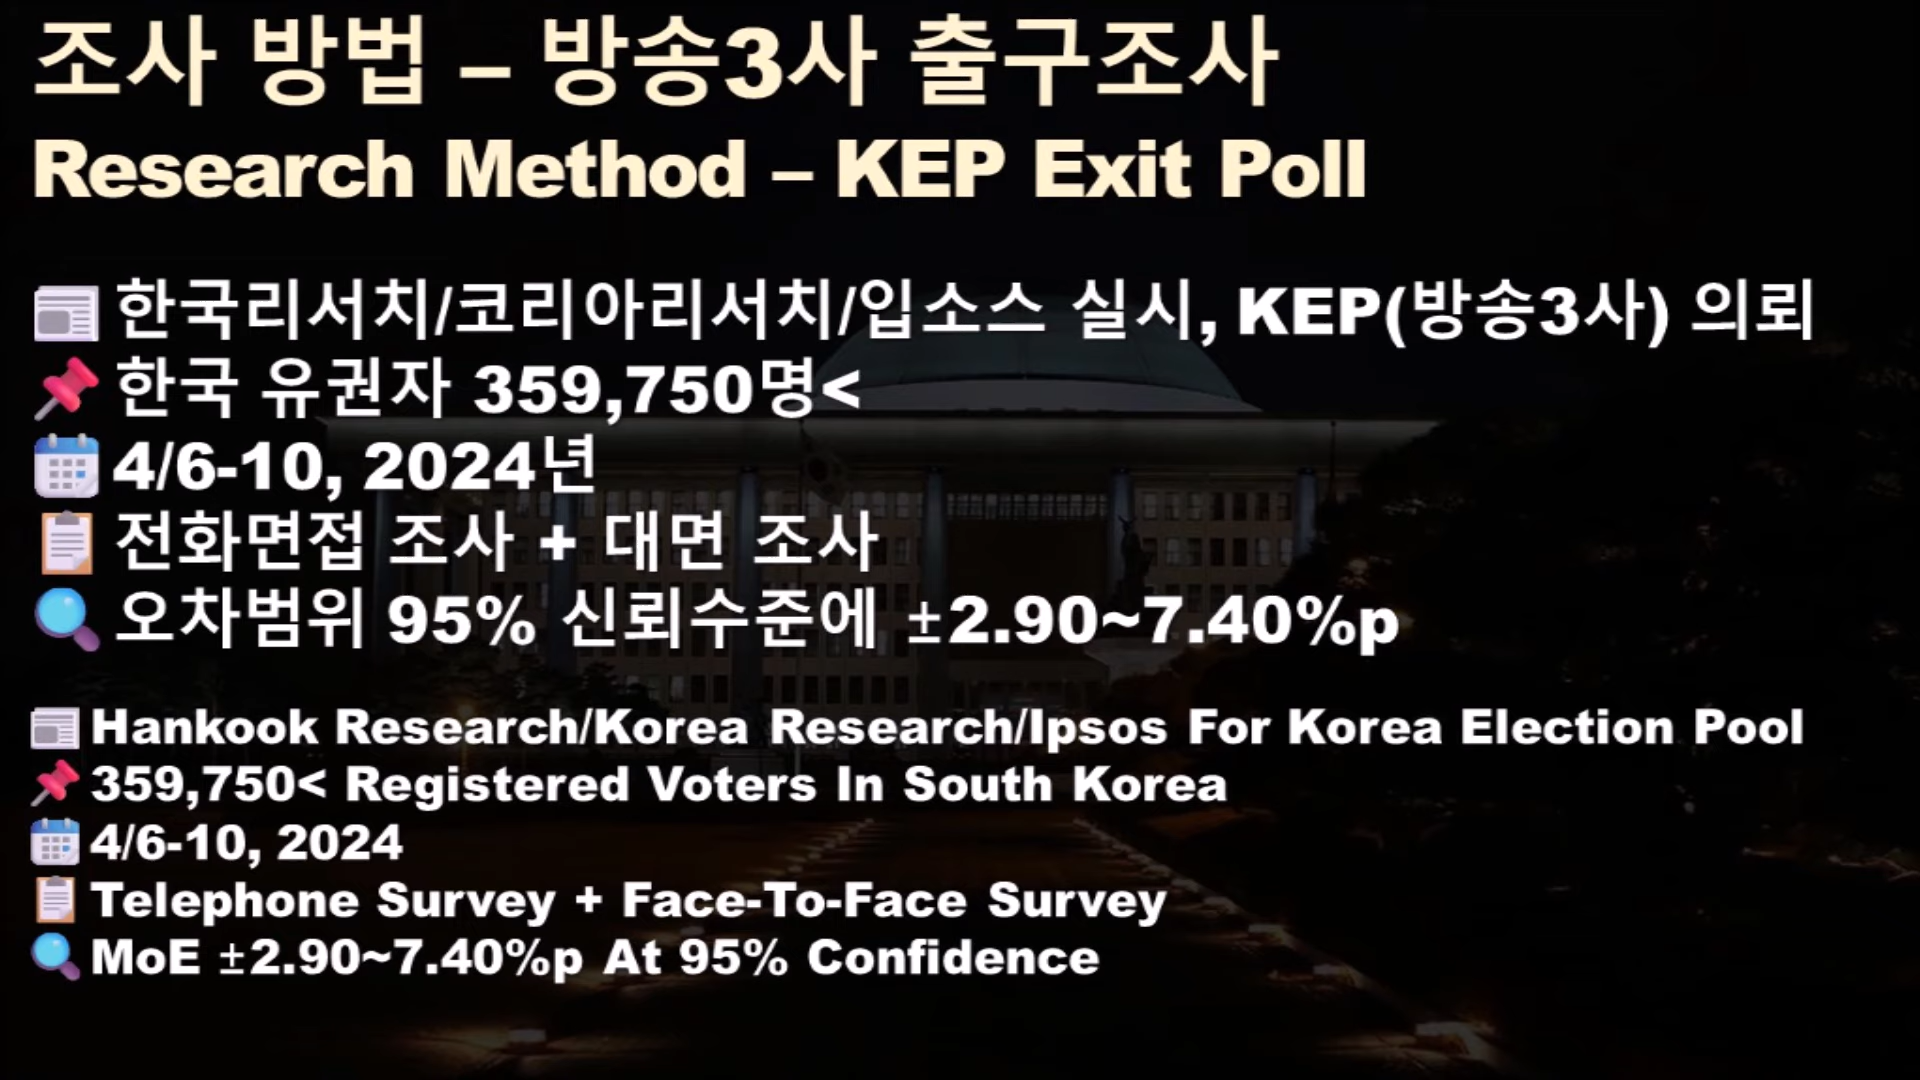 조사 방법 – 방송3사 출구조사
Research Method – KEP Exit Poll
한국리서치/코리아리서치/입소스 실시, KEP(방송3사) 의뢰
한국 유권자 359,750명<
4/6-10, 2024년
전화면접 조사 + 대면 조사
오차범위 95% 신뢰수준에 ±2.90~7.40%p
Hankook Research/Korea Research/Ipsos For Korea Election Pool
359,750< Registered Voters In South Korea
4/6-10, 2024
Telephone Survey + Face-To-Face Survey
MoE ±2.90~7.40%p At 95% Confidence